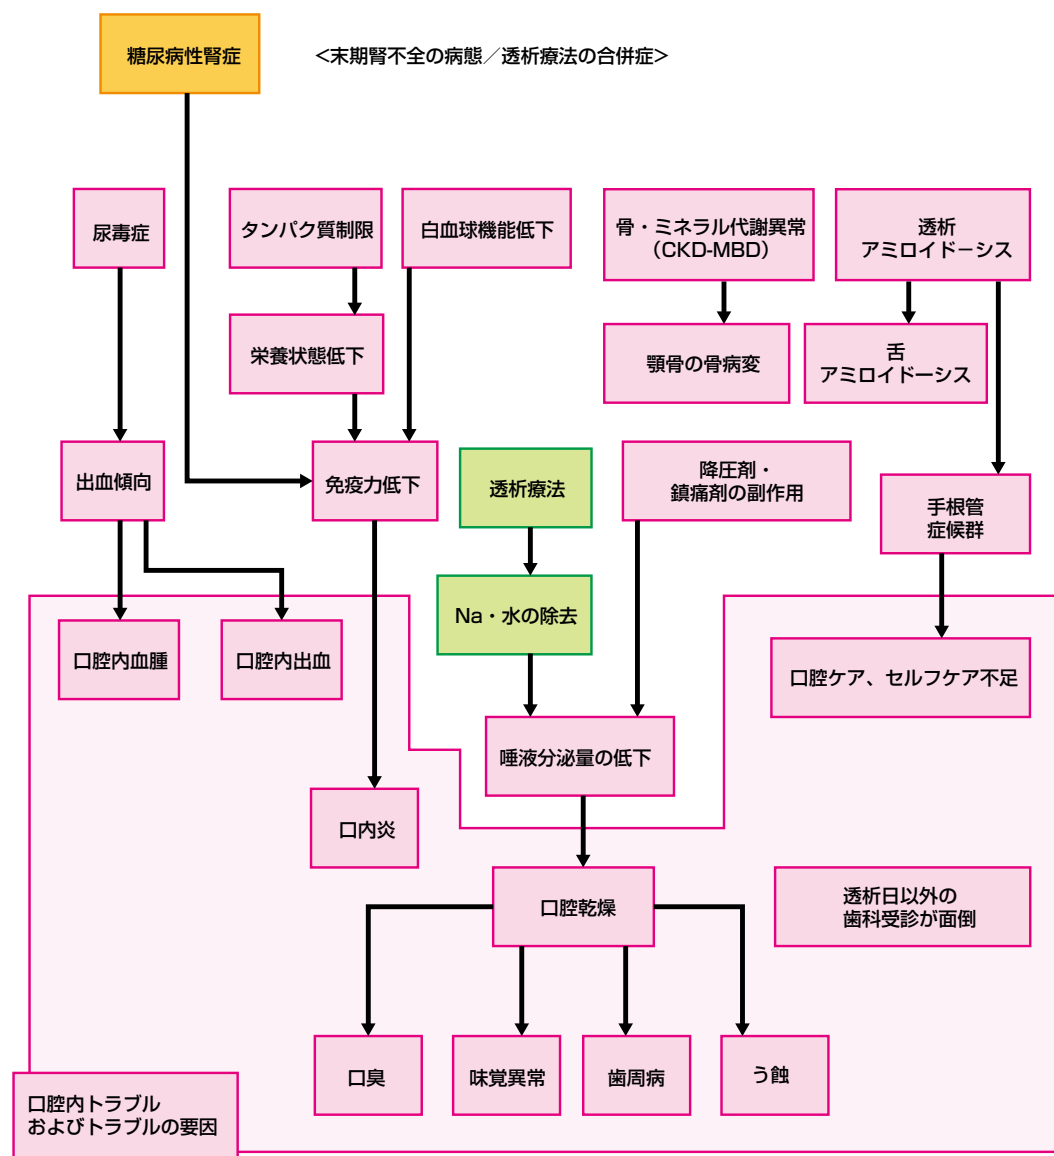 糖尿病性腎症
＜末期腎不全の病態／透析療法の合併症＞
尿毒症
タンパク質制限
白血球機能低下
骨・ミネラル代謝異常
（CKD-MBD）
透析
アミロイドーシス
栄養状態低下
顎骨の骨病変
舌
アミロイドーシス
出血傾向
免疫力低下
透析療法
降圧剤・
鎮痛剤の副作用
手根管
症候群
Na・水の除去
口腔内血腫
口腔内出血
口腔ケア、セルフケア不足
唾液分泌量の低下
口内炎
口腔乾燥
透析日以外の
歯科受診が面倒
口臭
味覚異常
歯周病
う蝕
口腔内トラブル
およびトラブルの要因